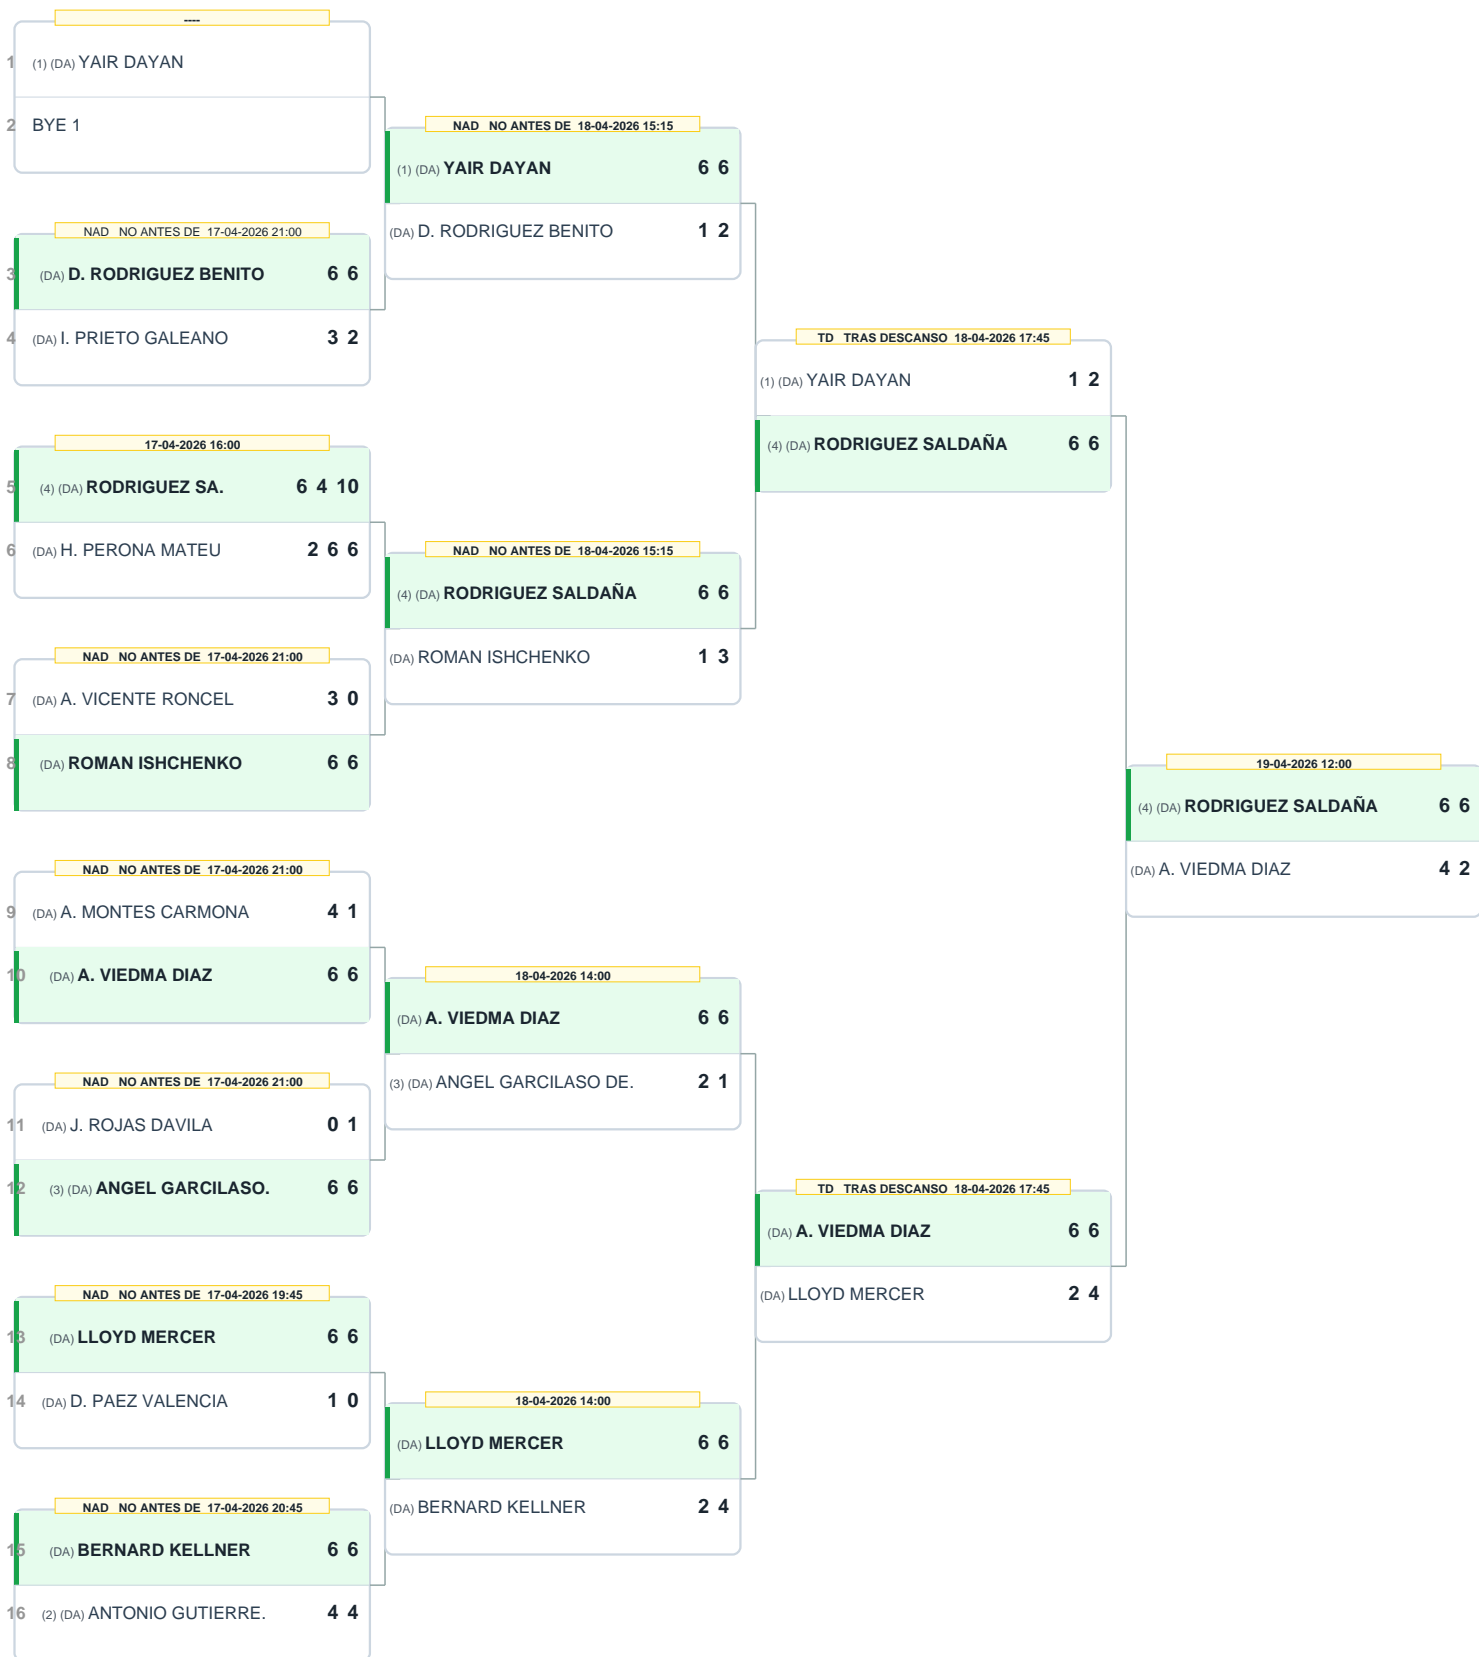 ----
1 (1) (DA) YAIR DAYAN
2 BYE 1
NAD NO ANTES DE 17-04-2026 21:00
3 (DA) D. RODRIGUEZ BENITO 6 6
4 (DA) I. PRIETO GALEANO 3 2
17-04-2026 16:00
5 (4) (DA) RODRIGUEZ SA. 6 4 10
6 (DA) H. PERONA MATEU 2 6 6
NAD NO ANTES DE 17-04-2026 21:00
7 (DA) A. VICENTE RONCEL 3 0
8 (DA) ROMAN ISHCHENKO 6 6
NAD NO ANTES DE 17-04-2026 21:00
9 (DA) A. MONTES CARMONA 4 1
10 (DA) A. VIEDMA DIAZ 6 6
NAD NO ANTES DE 17-04-2026 21:00
11 (DA) J. ROJAS DAVILA 0 1
12 (3) (DA) ANGEL GARCILASO. 6 6
NAD NO ANTES DE 17-04-2026 19:45
13 (DA) LLOYD MERCER 6 6
14 (DA) D. PAEZ VALENCIA 1 0
NAD NO ANTES DE 17-04-2026 20:45
15 (DA) BERNARD KELLNER 6 6
16 (2) (DA) ANTONIO GUTIERRE. 4 4
NAD NO ANTES DE 18-04-2026 15:15
(1) (DA) YAIR DAYAN 6 6
(DA) D. RODRIGUEZ BENITO 1 2
NAD NO ANTES DE 18-04-2026 15:15
(4) (DA) RODRIGUEZ SALDAÑA 6 6
(DA) ROMAN ISHCHENKO 1 3
18-04-2026 14:00
(DA) A. VIEDMA DIAZ 6 6
(3) (DA) ANGEL GARCILASO DE. 2 1
18-04-2026 14:00
(DA) LLOYD MERCER 6 6
(DA) BERNARD KELLNER 2 4
TD TRAS DESCANSO 18-04-2026 17:45
(1) (DA) YAIR DAYAN 1 2
(4) (DA) RODRIGUEZ SALDAÑA 6 6
TD TRAS DESCANSO 18-04-2026 17:45
(DA) A. VIEDMA DIAZ 6 6
(DA) LLOYD MERCER 2 4
19-04-2026 12:00
(4) (DA) RODRIGUEZ SALDAÑA 6 6
(DA) A. VIEDMA DIAZ 4 2